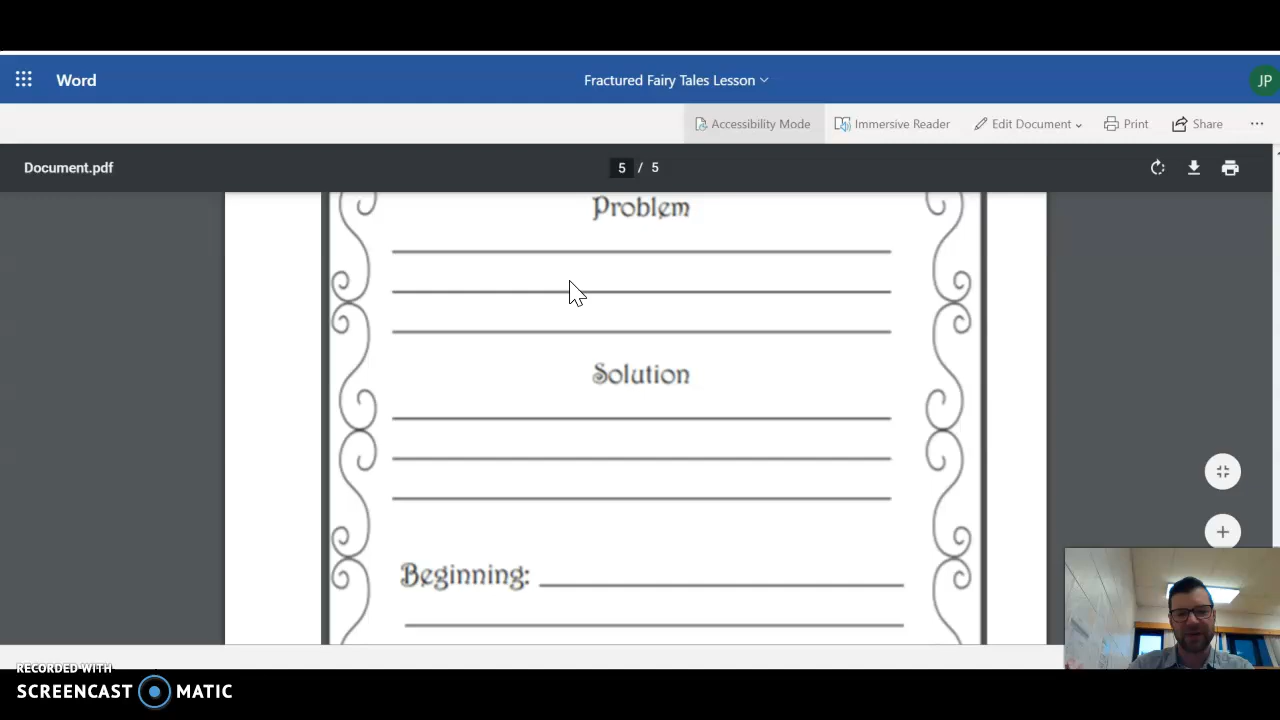 Word
Fractured Fairy Tales Lesson
JP
Accessibility Mode
Immersive Reader
Edit Document
Print
Share
...
Document.pdf
5 / 5
Problem
Solution
Beginning:
RECORDED WITH
SCREENCAST MATIC